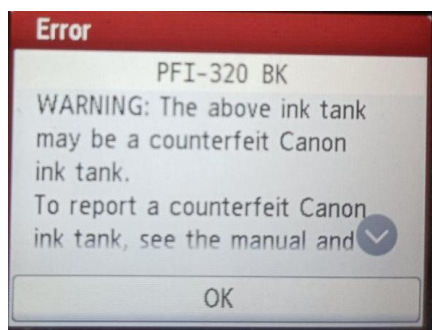 Error
PFI-320 BK
WARNING: The above ink tank
may be a counterfeit Canon
ink tank.
To report a counterfeit Canon
ink tank, see the manual and
OK